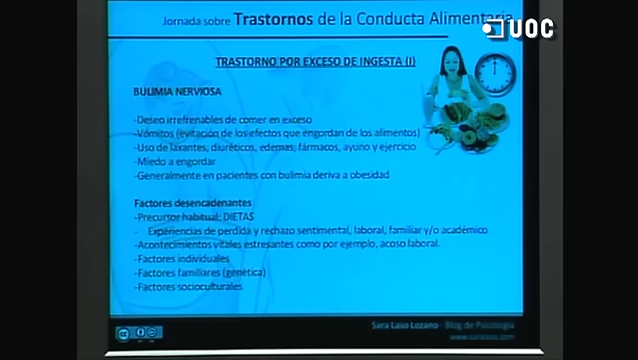 Jornada sobre Trastornos de la Conducta Alimentaria
UOC
TRASTORNO POR EXCESO DE INGESTA (I)
BULIMIA NERVIOSA
-Deseo irrefrenables de comer en exceso
-Vómitos (evitación de los efectos que engordan de los alimentos)
-Uso de laxantes, diuréticos, edemas, fármacos, ayuno y ejercicio
-Miedo a engordar
-Generalmente en pacientes con bulimia deriva a obesidad
Factores desencadenantes
-Precursor habitual: DIETAS
- Experiencias de perdida y rechazo sentimental, laboral, familiar y/o académico
-Acontecimientos vitales estresantes como por ejemplo, acoso laboral.
-Factores individuales
-Factores familiares (genética)
-Factores socioculturales
Sara Laso Lozano - Blog de Psicología